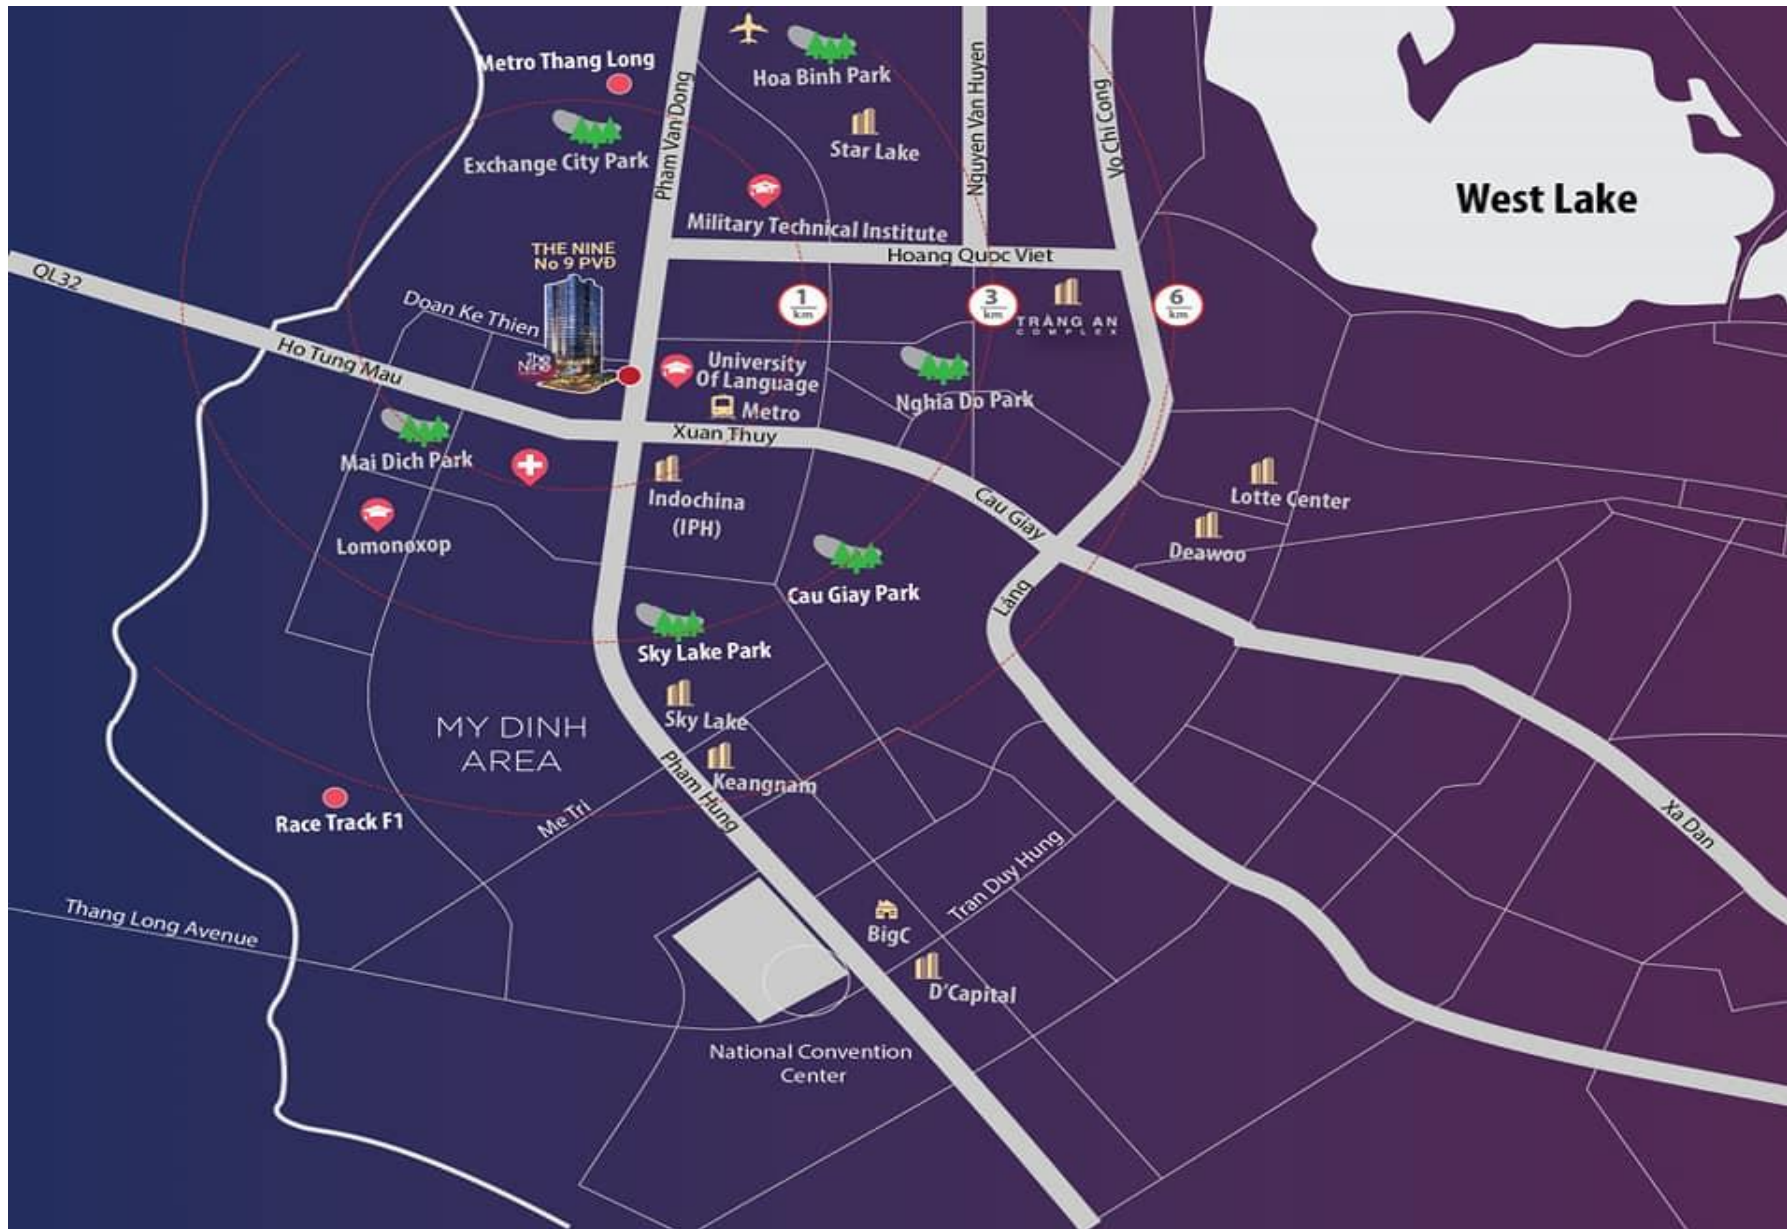 Metro Thang Long
Hoa Binh Park
Exchange City Park
Star Lake
Pham Van Dong
Nguyen Van Huyen
Vo Chi Cong
West Lake
Military Technical Institute
Hoang Quoc Viet
THE NINE
No 9 PVĐ
QL32
Doan Ke Thien
1
km
3
km
6
km
TRÀNG AN
COMPLEX
Ho Tung Mau
The
Nine
University
Of Language
Metro
Nghia Do Park
Xuan Thuy
Mai Dich Park
Indochina
(IPH)
Cau Giay
Lotte Center
Deawoo
Lomonoxop
Cau Giay Park
Láng
Sky Lake Park
Sky Lake
MY DINH
AREA
Keangnam
Pham Hung
Me Tri
Race Track F1
Xa Dan
Tran Duy Hung
Thang Long Avenue
BigC
D'Capital
National Convention
Center